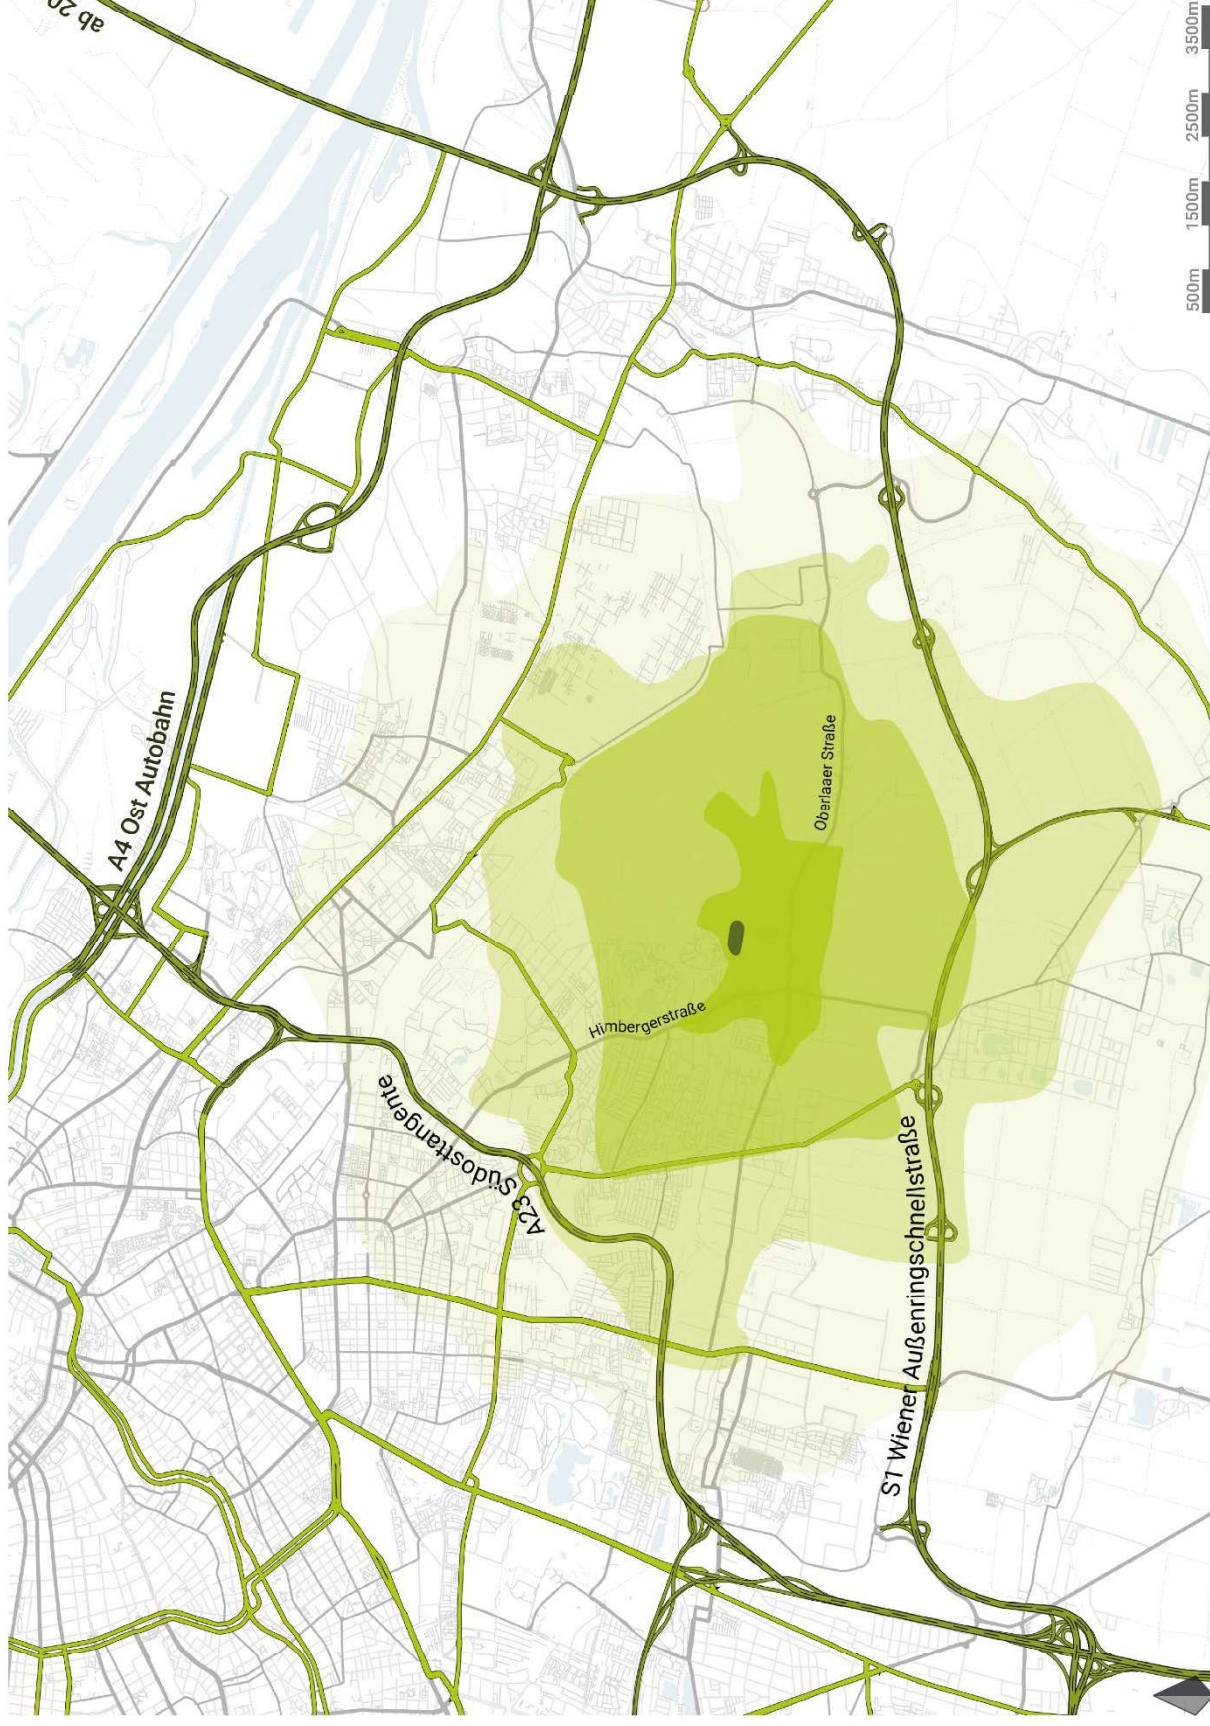 ab 20
A4 Ost Autobahn
A23 Südosttangente
Himbergerstraße
Oberlaaer Straße
S1 Wiener Außenringschnellstraße
500m
1500m
2500m
3500m